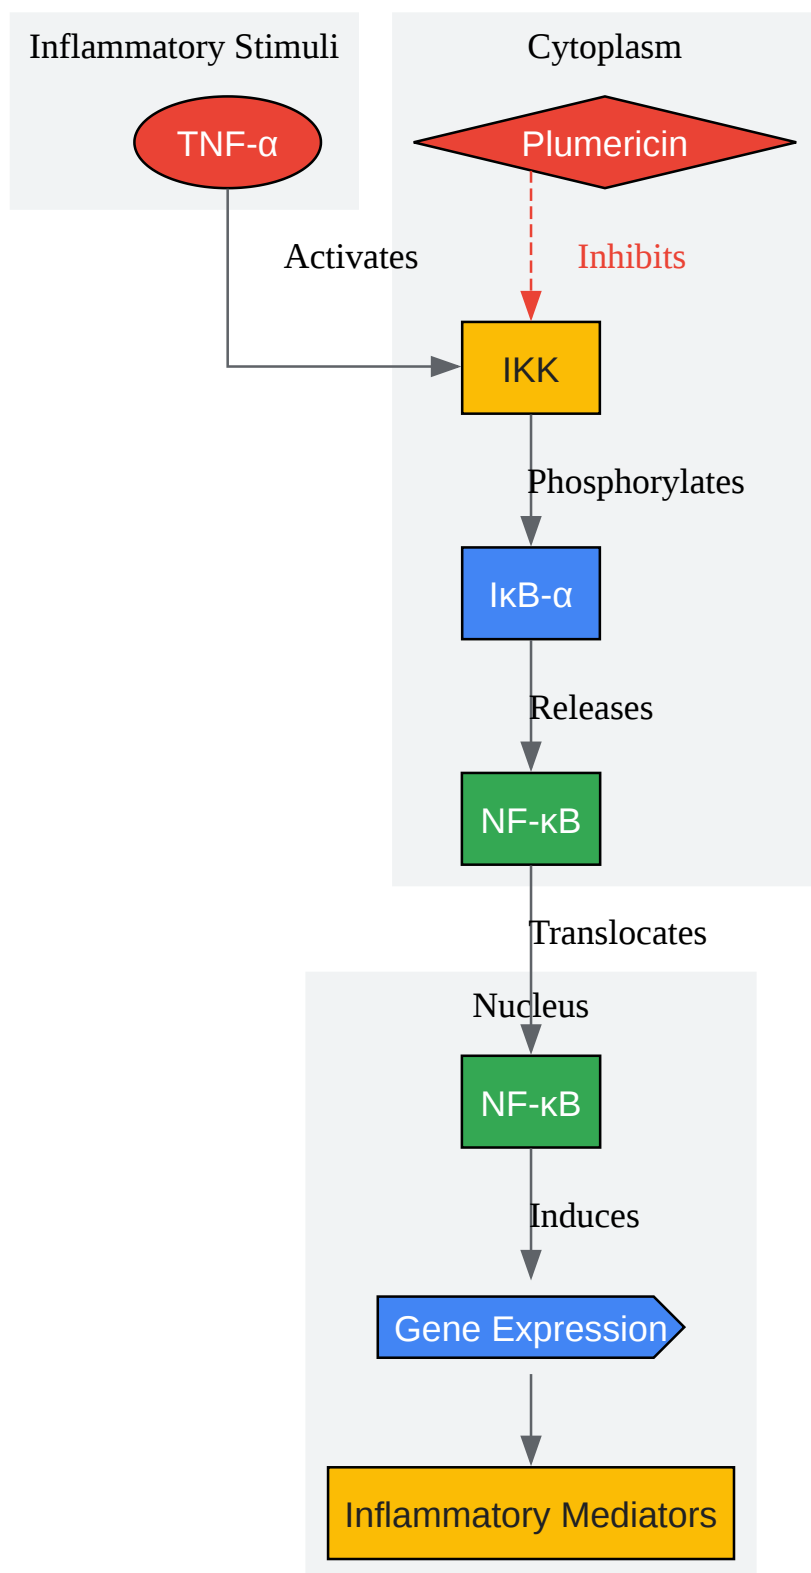 Inflammatory Stimuli
Cytoplasm
TNF-α
Plumericin
Activates
Inhibits
IKK
Phosphorylates
IκB-α
Releases
NF-κB
Translocates
Nucleus
NF-κB
Induces
Gene Expression
Inflammatory Mediators